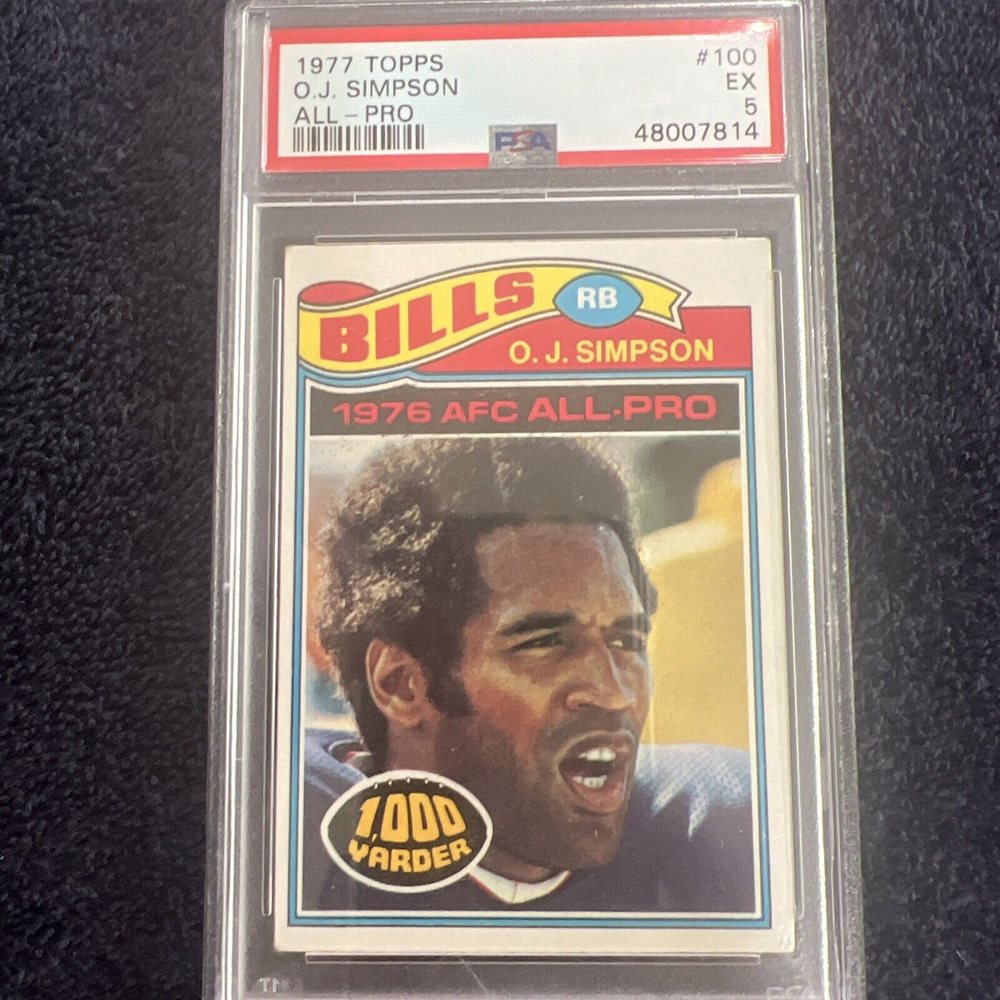 1977 TOPPS #100
O.J. SIMPSON EX
ALL-PRO 5
PSA 48007814
BILLS RB
O. J. SIMPSON
1976 AFC ALL-PRO
1,000
YARDER